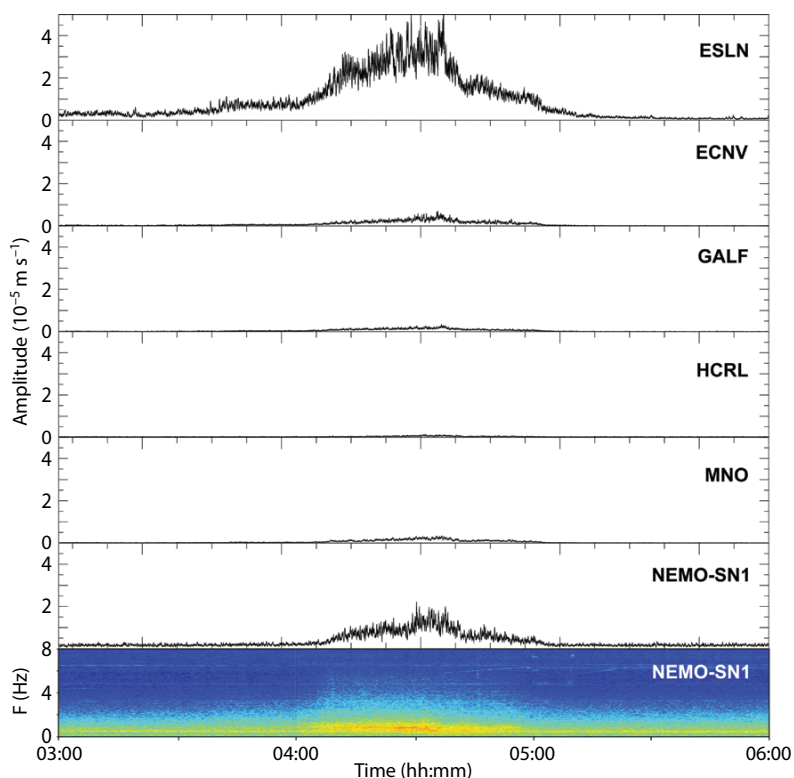 4
2
0
ESLN
4
2
0
ECNV
4
2
0
GALF
4
2
0
HCRL
4
2
0
MNO
2
NEMO-SN1
8
4
0
NEMO-SN1
Amplitude (10⁻⁵ m s⁻¹)
F (Hz)
03:00 04:00 05:00 06:00
Time (hh:mm)